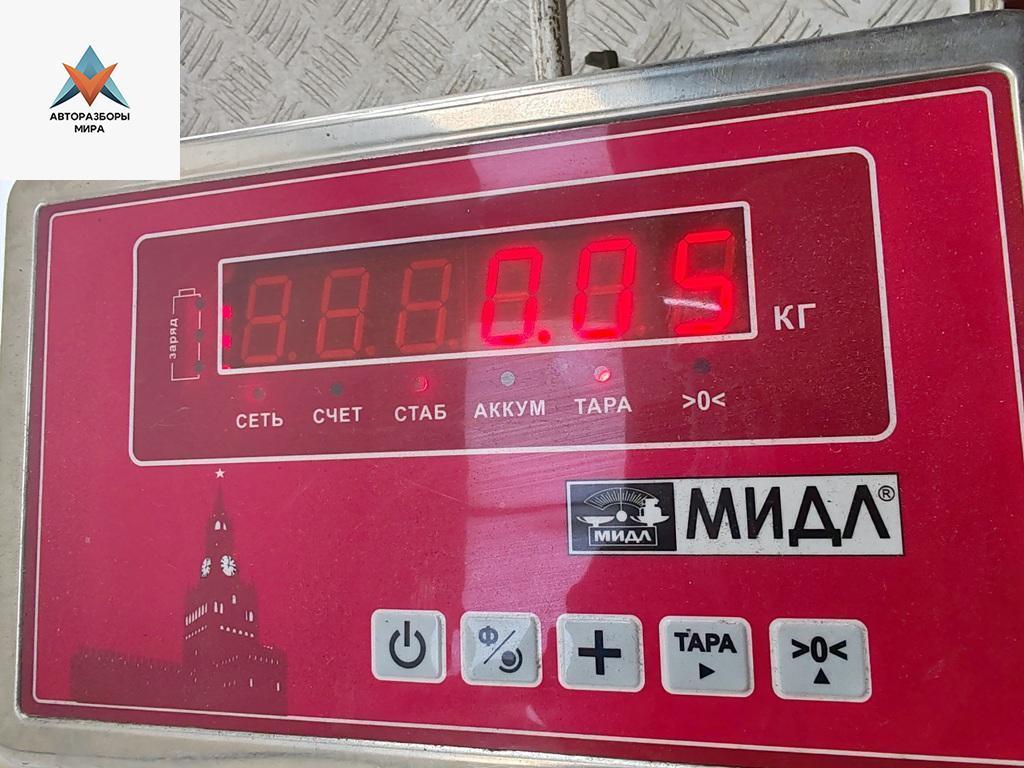 АВТОРАЗБОРЫ
МИРА
заряд
0.05
КГ
СЕТЬ СЧЕТ СТАБ АККУМ ТАРА >0<
МИДЛ МИДЛ®
Ф/ + ТАРА >0<